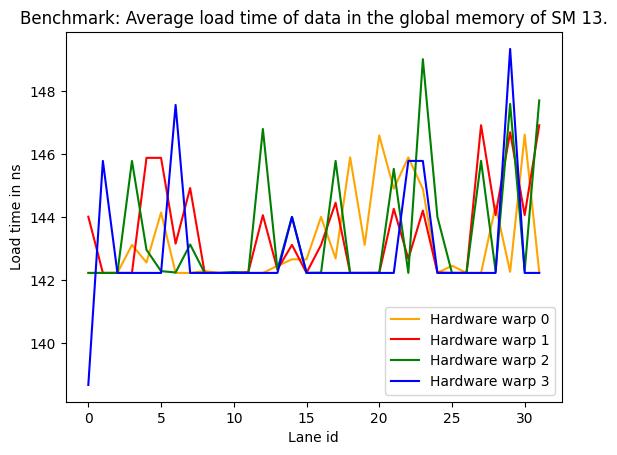 Benchmark: Average load time of data in the global memory of SM 13.
Load time in ns
148
146
144
142
140
0 5 10 15 20 25 30
Lane id
Hardware warp 0
Hardware warp 1
Hardware warp 2
Hardware warp 3